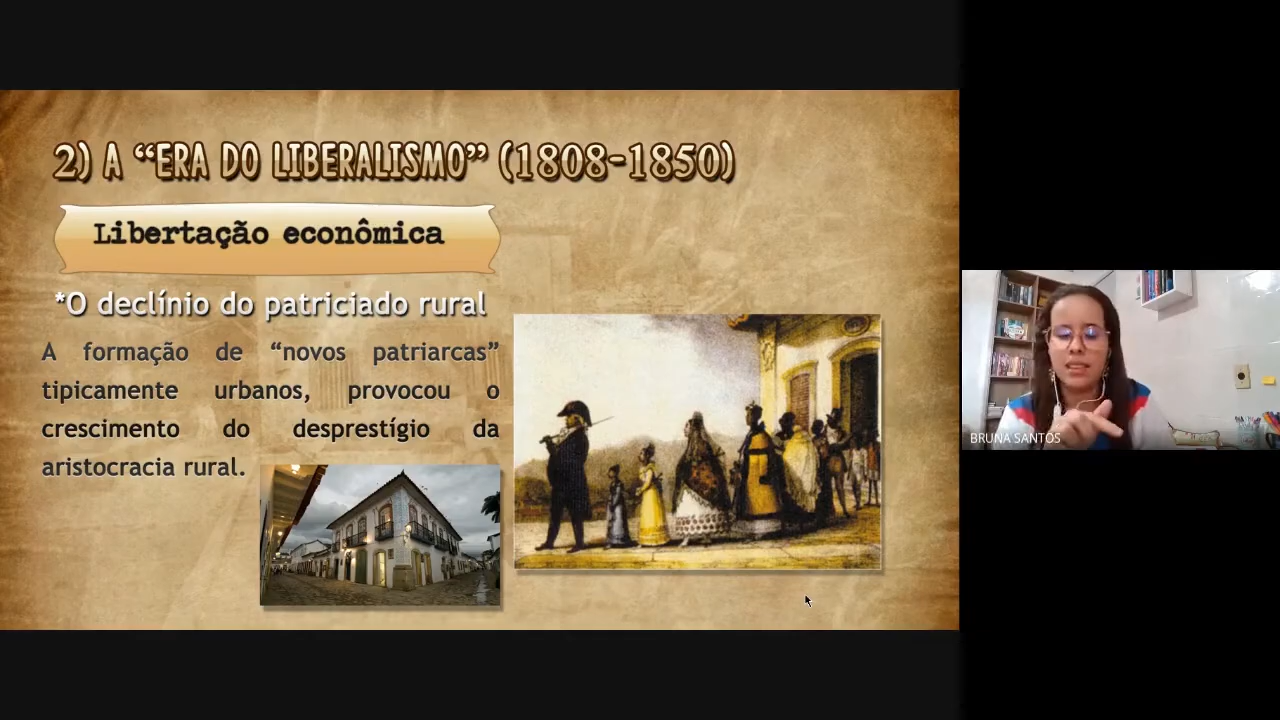 2) A “ERA DO LIBERALISMO” (1808-1850)
Libertação econômica
*O declínio do patriciado rural
A formação de “novos patriarcas”
tipicamente urbanos, provocou o
crescimento do desprestígio da
aristocracia rural.
BRUNA SANTOS